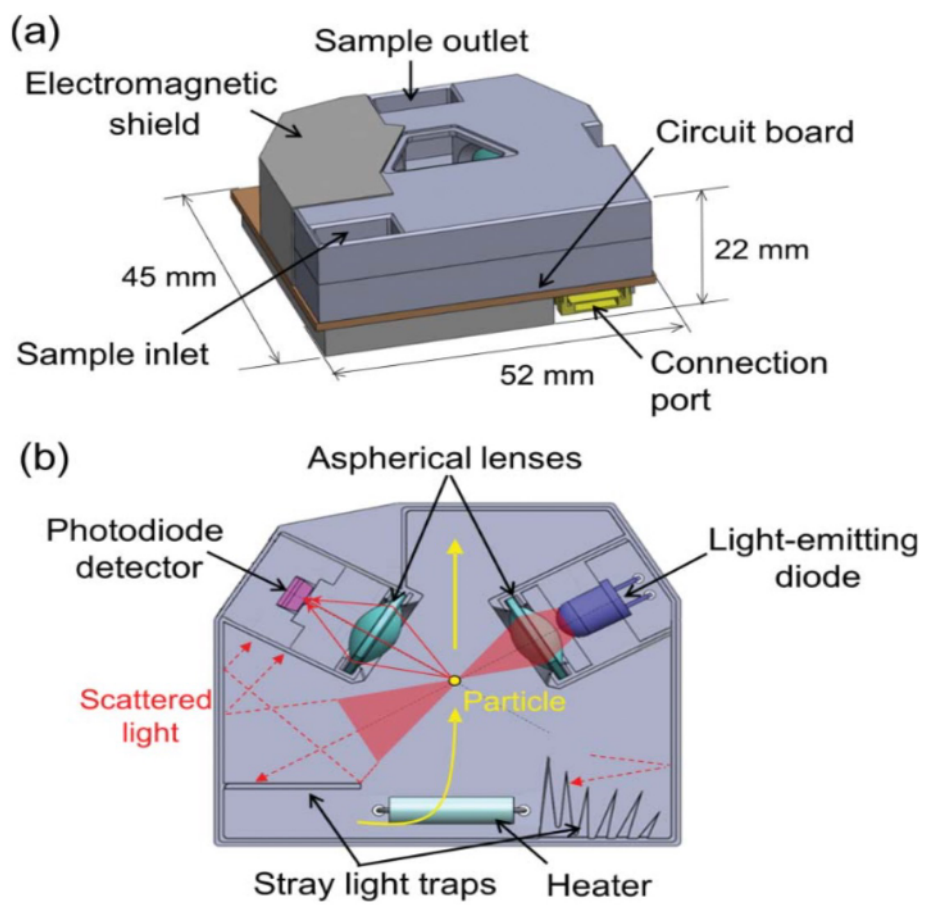 (a)
Sample outlet
Electromagnetic
shield
Circuit board
45 mm
22 mm
Sample inlet
52 mm
Connection
port
(b)
Aspherical lenses
Photodiode
detector
Light-emitting
diode
Scattered
light
Particle
Stray light traps
Heater